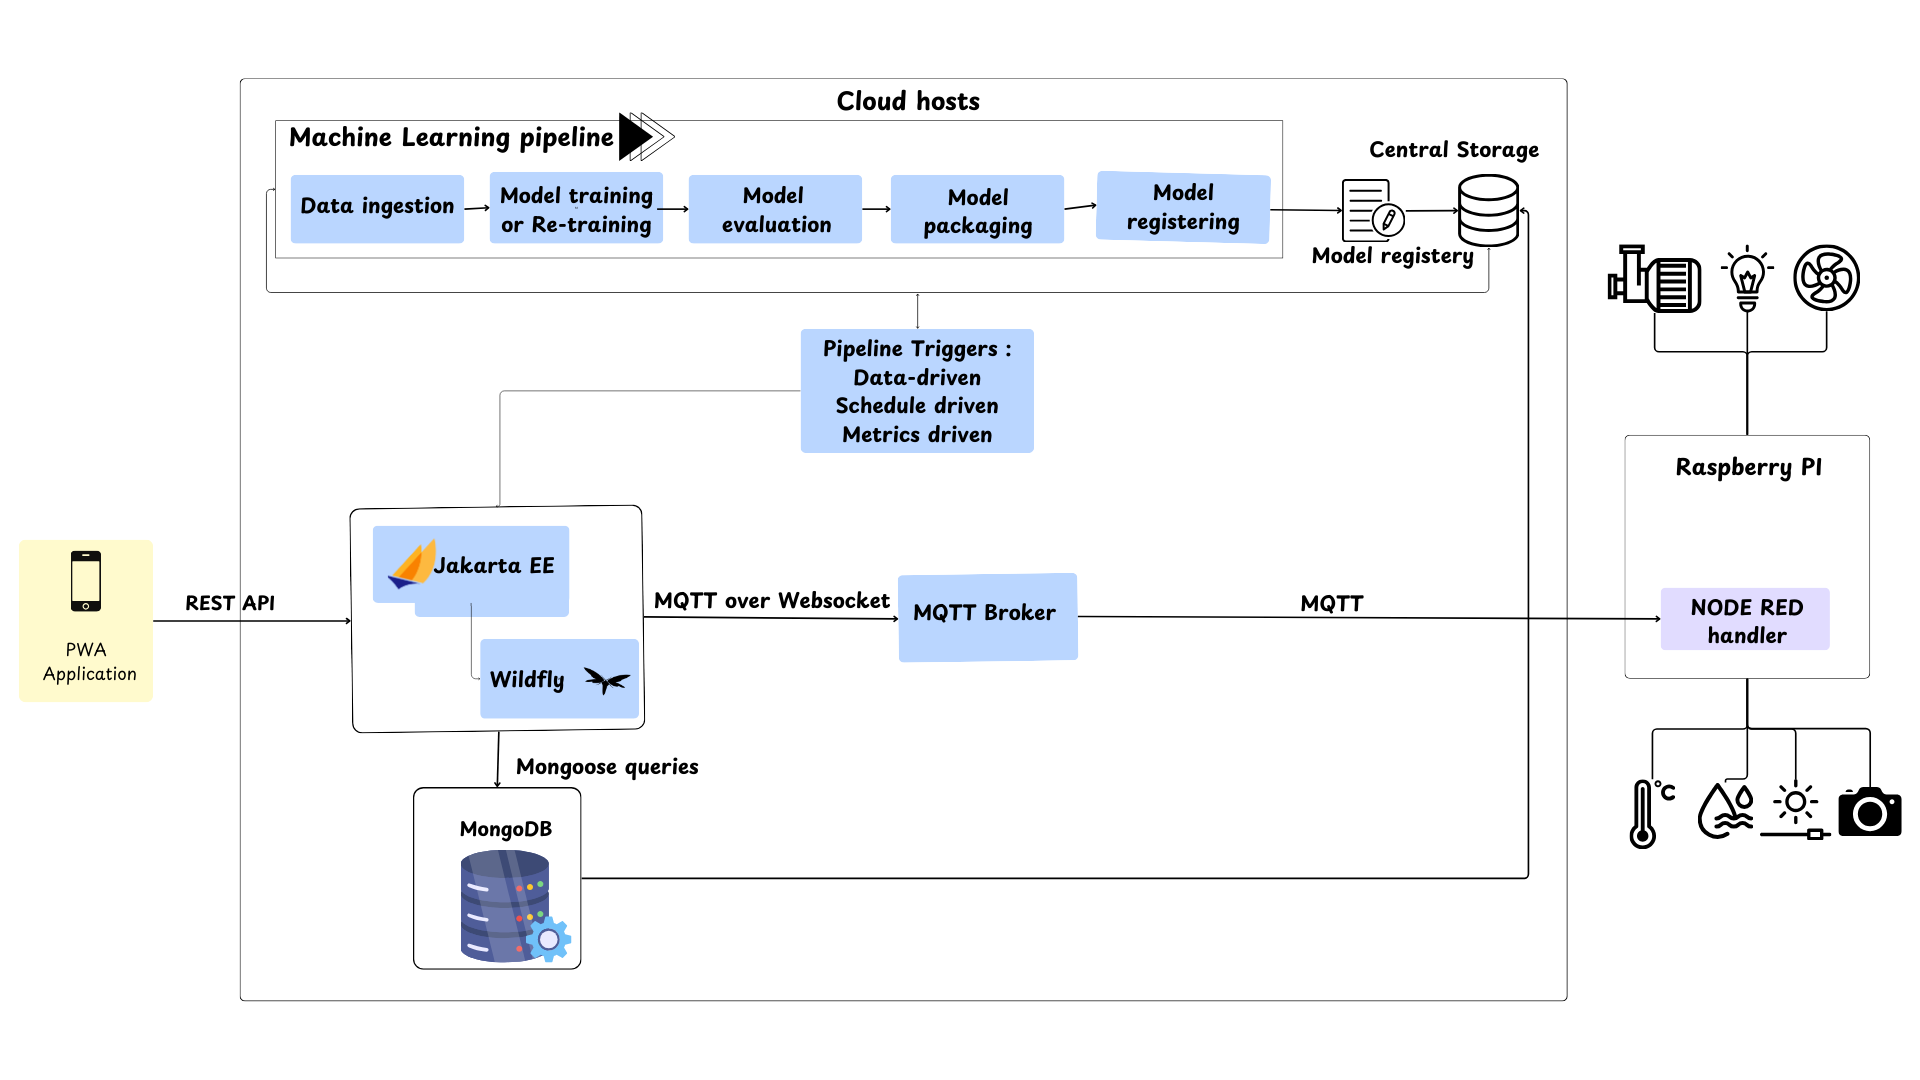 Cloud hosts
Machine Learning pipeline
Data ingestion
Model training
or Re-training
Model
evaluation
Model
packaging
Model
registering
Central Storage
Model registery
Pipeline Triggers :
Data-driven
Schedule driven
Metrics driven
Raspberry PI
NODE RED
handler
Jakarta EE
Wildfly
REST API
PWA
Application
MQTT over Websocket
MQTT Broker
MQTT
Mongoose queries
MongoDB
°C